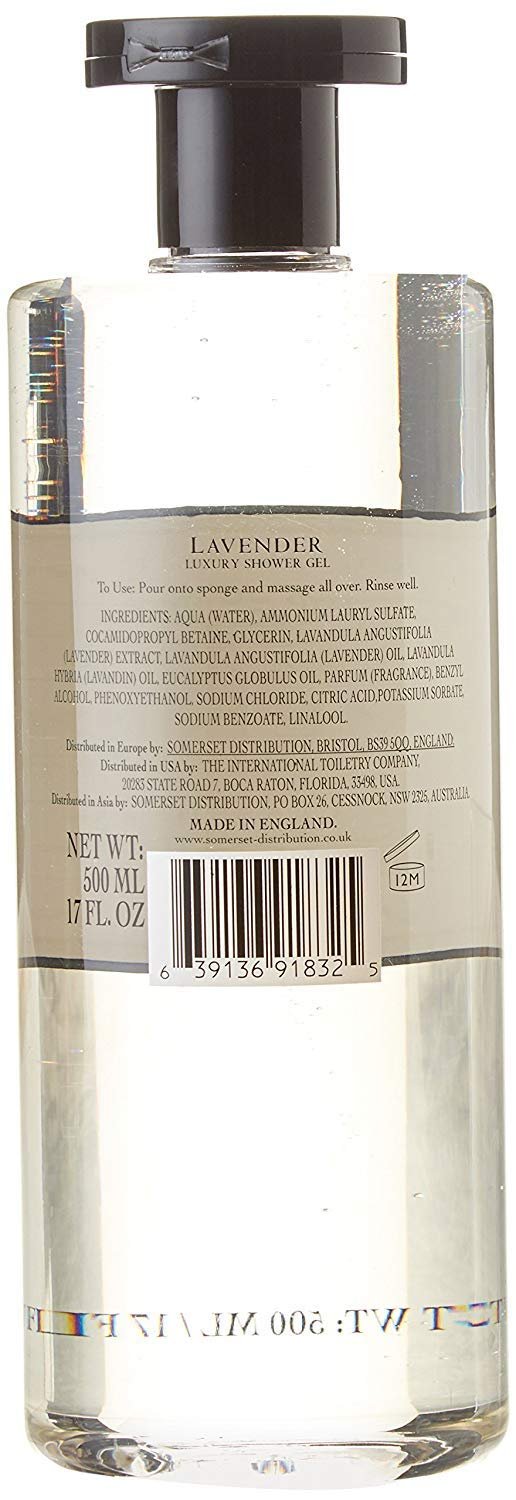 LAVENDER
LUXURY SHOWER GEL
To Use: Pour onto sponge and massage all over. Rinse well.
INGREDIENTS: AQUA (WATER), AMMONIUM LAURYL SULFATE,
COCAMIDOPROPYL BETAINE, GLYCERIN, LAVANDULA ANGUSTIFOLIA
(LAVENDER) EXTRACT, LAVANDULA ANGUSTIFOLIA (LAVENDER) OIL, LAVANDULA
HYBRIA (LAVANDIN) OIL, EUCALYPTUS GLOBULUS OIL, PARFUM (FRAGRANCE), BENZYL
ALCOHOL, PHENOXYETHANOL, SODIUM CHLORIDE, CITRIC ACID,POTASSIUM SORBATE,
SODIUM BENZOATE, LINALOOL.
Distributed in Europe by: SOMERSET DISTRIBUTION, BRISTOL, BS39 5QQ, ENGLAND;
Distributed in USA by: THE INTERNATIONAL TOILETRY COMPANY,
20283 STATE ROAD 7, BOCA RATON, FLORIDA, 33498, USA.
Distributed in Asia by: SOMERSET DISTRIBUTION, PO BOX 26, CESSNOCK, NSW 2325, AUSTRALIA
MADE IN ENGLAND.
www.somerset-distribution.co.uk
NET WT:
500 ML
17 FL. OZ
12M
6 39136 91832 5
T WT: 500 ML / 17 F